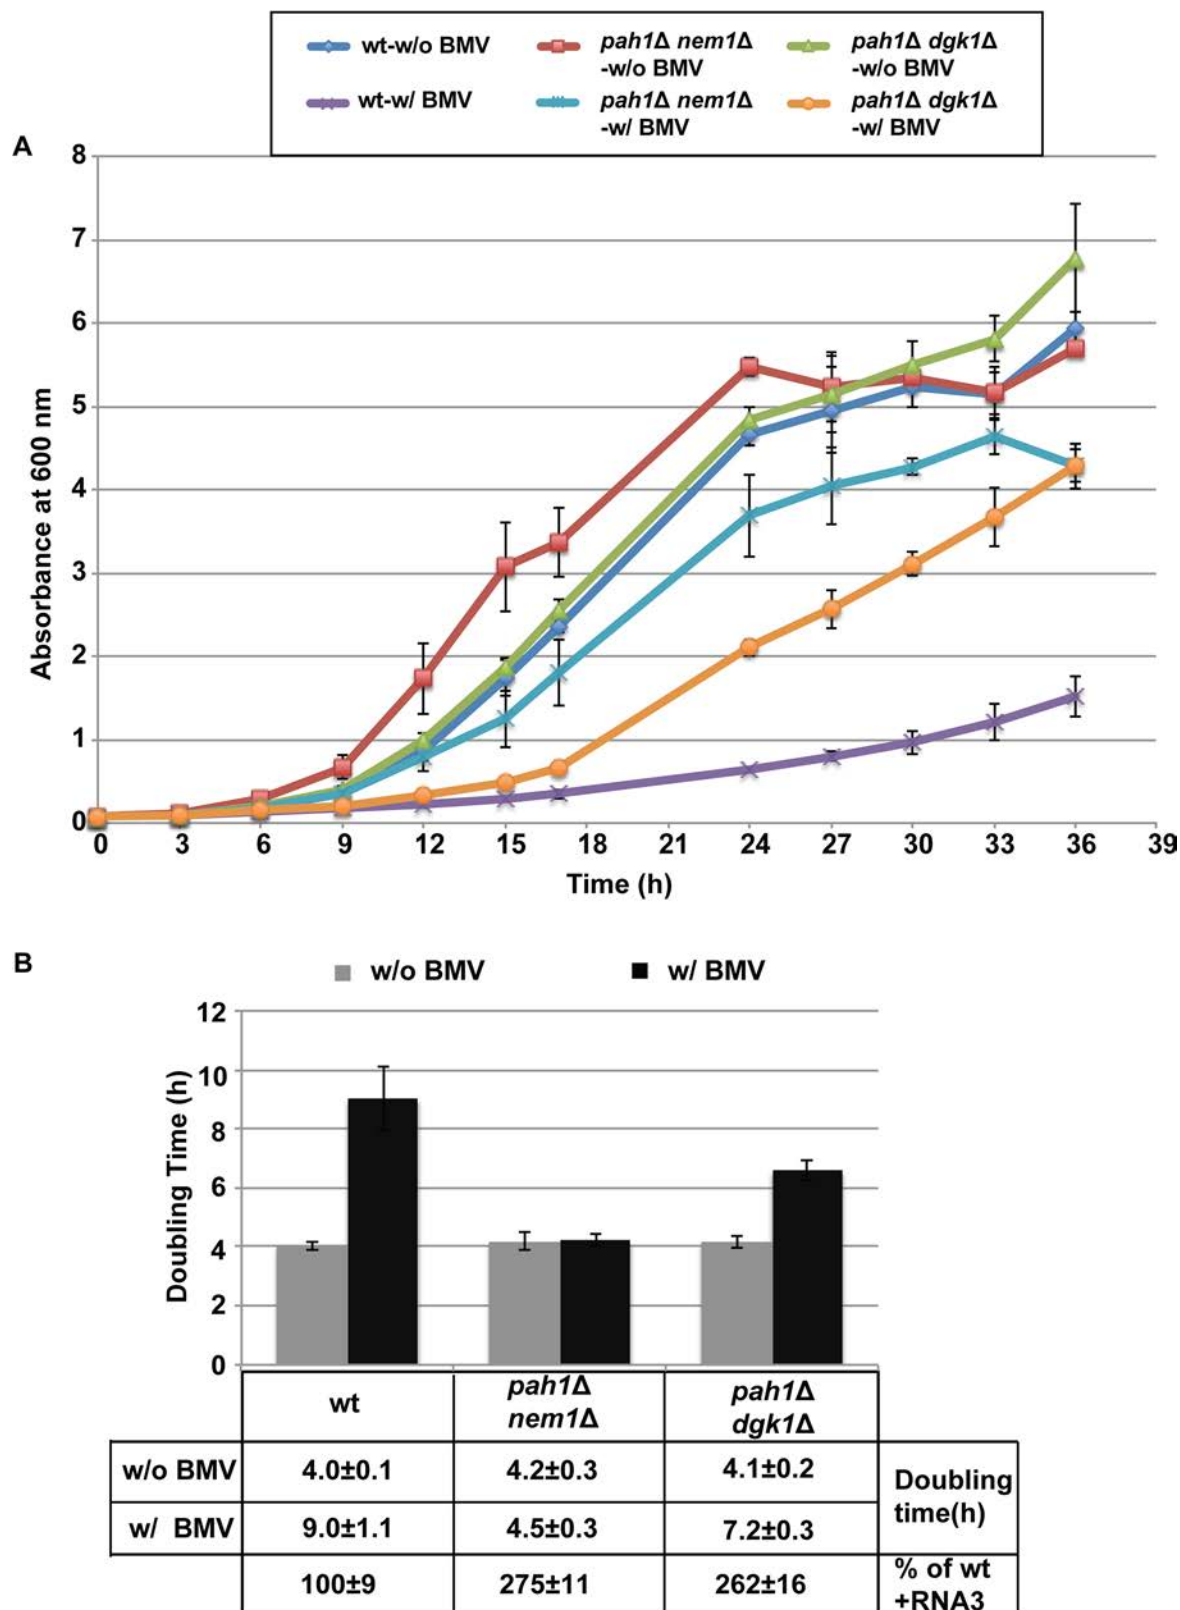 wt-w/o BMV
pah1Δ nem1Δ
-w/o BMV
pah1Δ dgk1Δ
-w/o BMV
wt-w/ BMV
pah1Δ nem1Δ
-w/ BMV
pah1Δ dgk1Δ
-w/ BMV
A
8
7
6
5
4
3
2
1
0
Absorbance at 600 nm
0 3 6 9 12 15 18 21 24 27 30 33 36 39
Time (h)
B
w/o BMV w/ BMV
12
10
8
6
4
2
0
Doubling Time (h)
wt
pah1Δ
nem1Δ
pah1Δ
dgk1Δ
w/o BMV 4.0±0.1 4.2±0.3 4.1±0.2
w/ BMV 9.0±1.1 4.5±0.3 7.2±0.3
Doubling
time(h)
100±9 275±11 262±16
% of wt
+RNA3